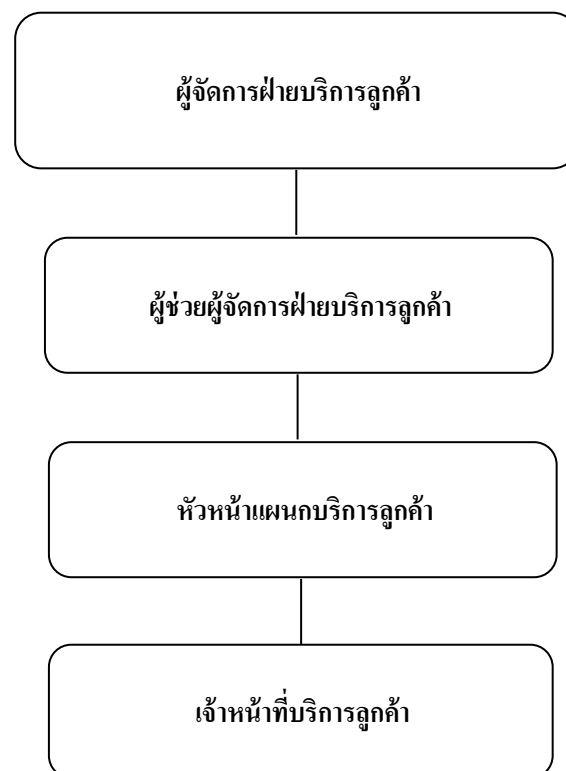 ผู้จัดการฝ่ายบริการลูกค้า
ผู้ช่วยผู้จัดการฝ่ายบริการลูกค้า
หัวหน้าแผนกบริการลูกค้า
เจ้าหน้าที่บริการลูกค้า